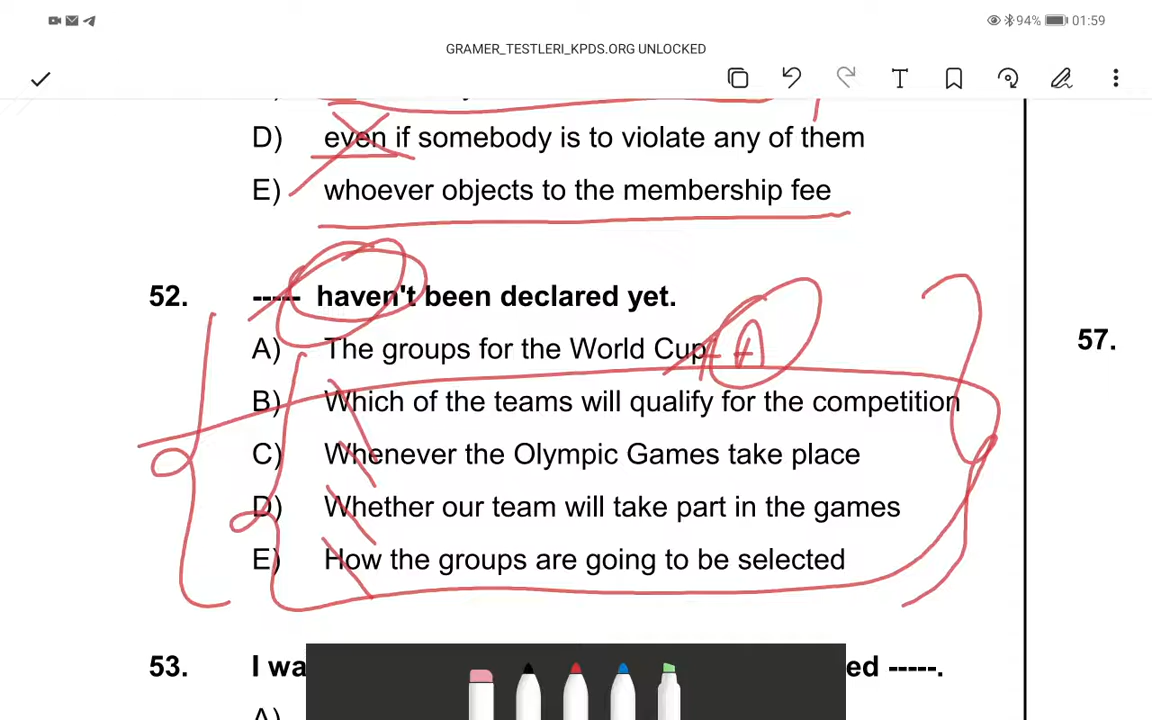 94% 01:59
GRAMER_TESTLERI_KPDS.ORG UNLOCKED
T
D) even if somebody is to violate any of them
E) whoever objects to the membership fee
52. ----- haven't been declared yet.
A) The groups for the World Cup
B) Which of the teams will qualify for the competition
C) Whenever the Olympic Games take place
D) Whether our team will take part in the games
E) How the groups are going to be selected
57.
53. I wa ed -----.
A)